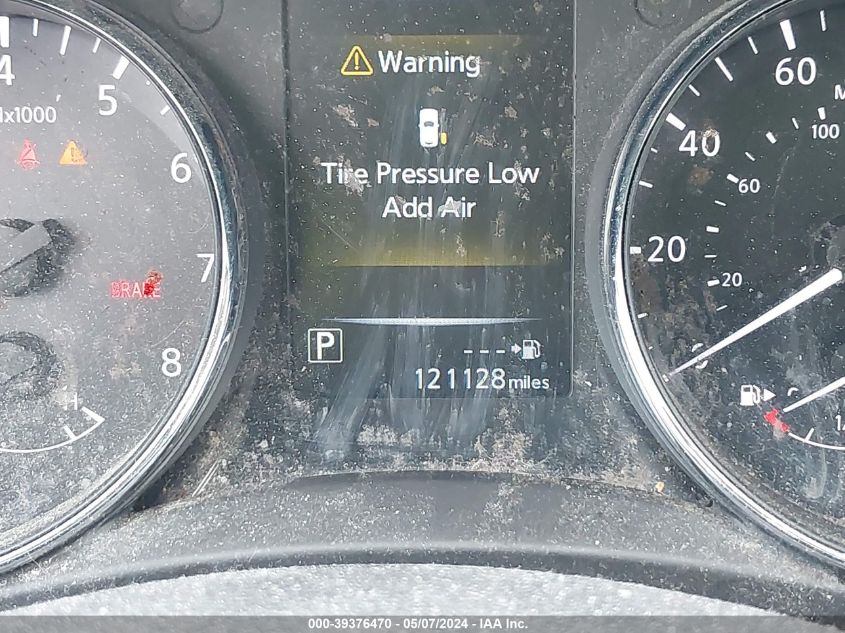 4
5
6
7
8
x1000
BRAKE
H
Warning
Tire Pressure Low
Add Air
P
--- 
121128 miles
60
40
20
0
100
60
20
000-39376470 - 05/07/2024 - IAA Inc.